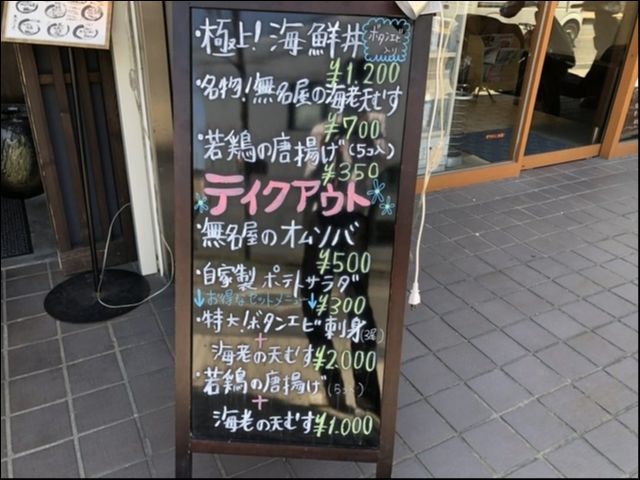 ・極上！海鮮丼 ボタンエビ入り
¥1.200
・名物！無名屋の海老天むす
¥700
・若鶏の唐揚げ(5コ入)
¥350
テイクアウト
・無名屋のオムソバ
¥500
・自家製ポテトサラダ
↓お得なセットメニュー↓ ¥300
・特大！ボタンエビ刺身(3尾)
+
海老の天むす ¥2.000
・若鶏の唐揚げ(5コ入)
+
海老の天むす ¥1.000